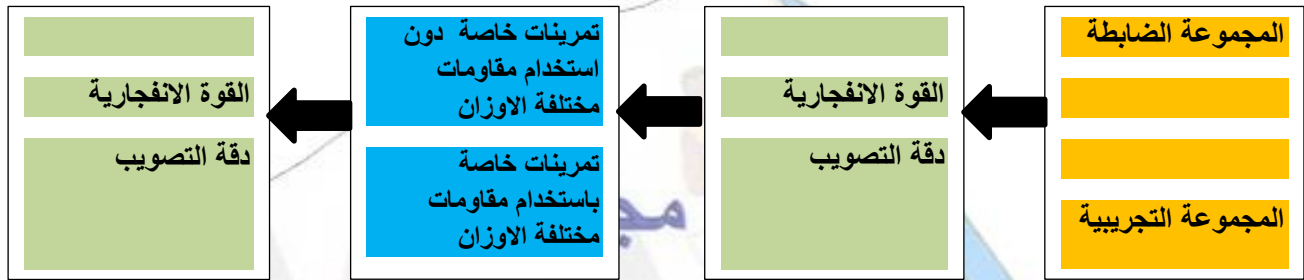 المجموعة الضابطة
المجموعة التجريبية
القوة الانفجارية
دقة التصويب
تمرينات خاصة دون
استخدام مقاومات
مختلفة الاوزان
تمرينات خاصة
باستخدام مقاومات
مختلفة الاوزان
القوة الانفجارية
دقة التصويب